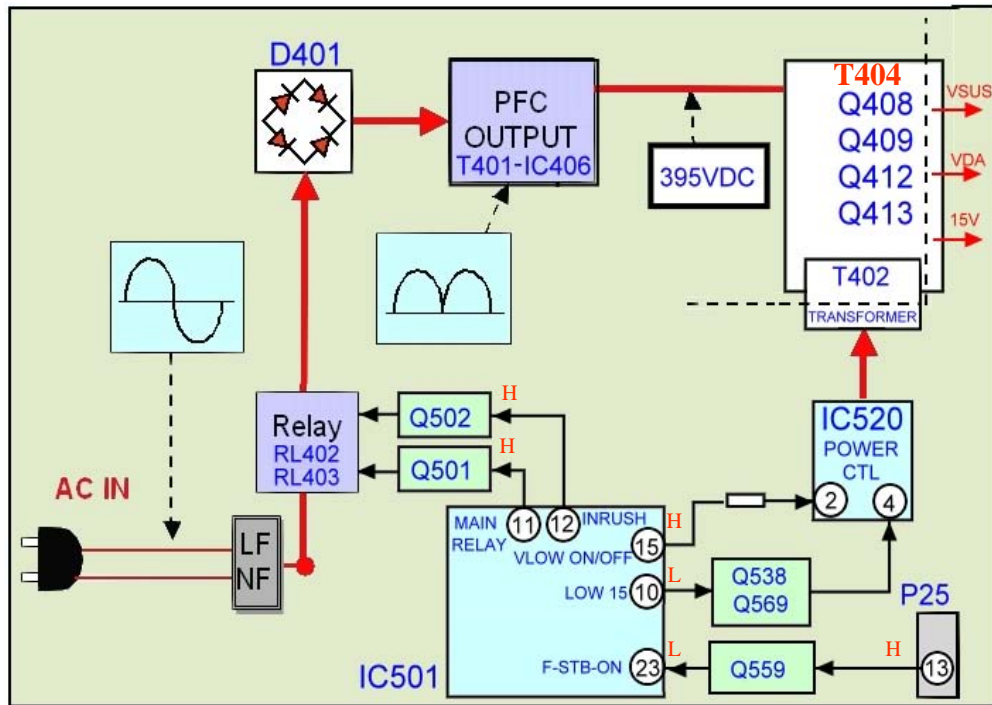 D401
PFC
OUTPUT
T401-IC406
395VDC
T404
Q408
Q409
Q412
Q413
VSUS
VDA
15V
T402
TRANSFORMER
Relay
RL402
RL403
H
Q502
H
Q501
IC520
POWER
CTL
2
4
AC IN
LF
NF
MAIN
RELAY
11
12
INRUSH
VLOW ON/OFF
15
H
LOW 15
10
L
Q538
Q569
P25
F-STB-ON
23
L
Q559
H
13
IC501